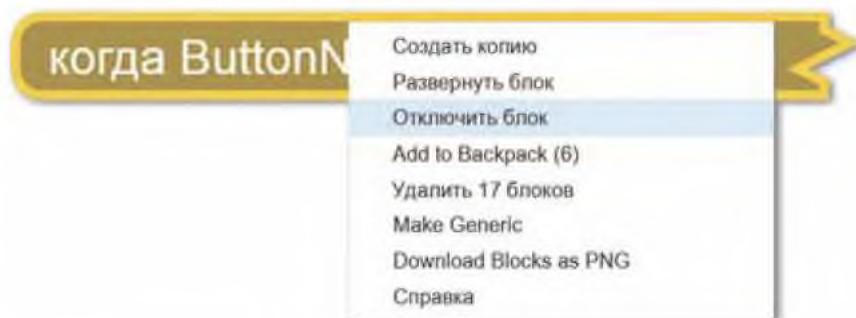 когда ButtonN
Создать копию
Развернуть блок
Отключить блок
Add to Backpack (6)
Удалить 17 блоков
Make Generic
Download Blocks as PNG
Справка